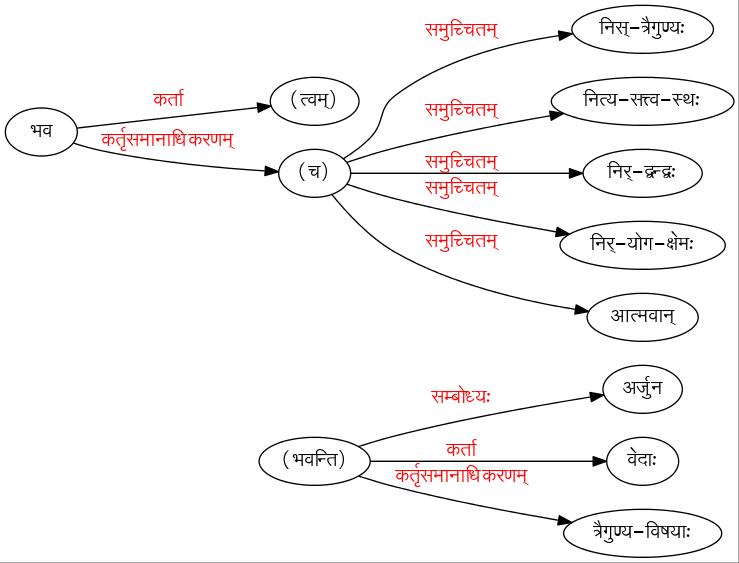 समुच्चितम्
निस्-त्रैगुण्यः
कर्ता
(त्वम्)
समुच्चितम्
नित्य-सत्त्व-स्थः
भव
कर्तृसमानाधिकरणम्
(च)
समुच्चितम्
निर्-द्वन्द्वः
समुच्चितम्
निर्-योग-क्षेमः
समुच्चितम्
आत्मवान्
सम्बोध्यः
अर्जुन
(भवन्ति)
कर्ता
वेदाः
कर्तृसमानाधिकरणम्
त्रैगुण्य-विषयाः